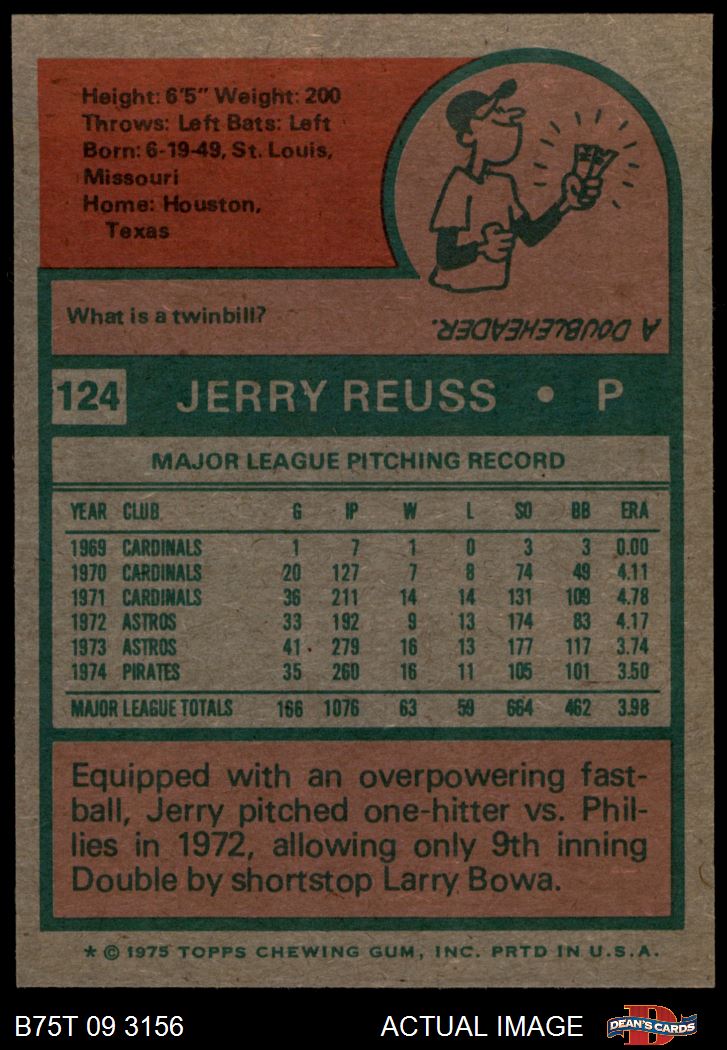 Height: 6'5" Weight: 200
Throws: Left Bats: Left
Born: 6-19-49, St. Louis,
Missouri
Home: Houston,
Texas
What is a twinbill?
A DOUBLEHEADER.
124 JERRY REUSS • P
MAJOR LEAGUE PITCHING RECORD
YEAR CLUB G IP W L SO BB ERA
1969 CARDINALS 1 7 1 0 3 3 0.00
1970 CARDINALS 20 127 7 8 74 49 4.11
1971 CARDINALS 36 211 14 14 131 109 4.78
1972 ASTROS 33 192 9 13 174 83 4.17
1973 ASTROS 41 279 16 13 177 117 3.74
1974 PIRATES 35 260 16 11 105 101 3.50
MAJOR LEAGUE TOTALS 166 1076 63 59 664 462 3.98
Equipped with an overpowering fast-
ball, Jerry pitched one-hitter vs. Phil-
lies in 1972, allowing only 9th inning
Double by shortstop Larry Bowa.
* © 1975 TOPPS CHEWING GUM, INC. PRTD IN U.S.A.
B75T 09 3156 ACTUAL IMAGE D DEAN'S CARDS